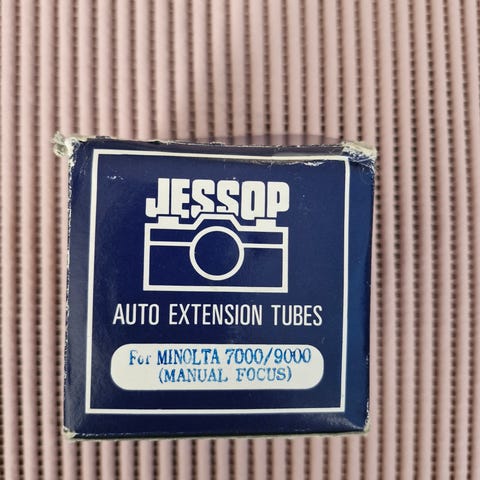 JESSOP
AUTO EXTENSION TUBES
For MINOLTA 7000/9000
(MANUAL FOCUS)